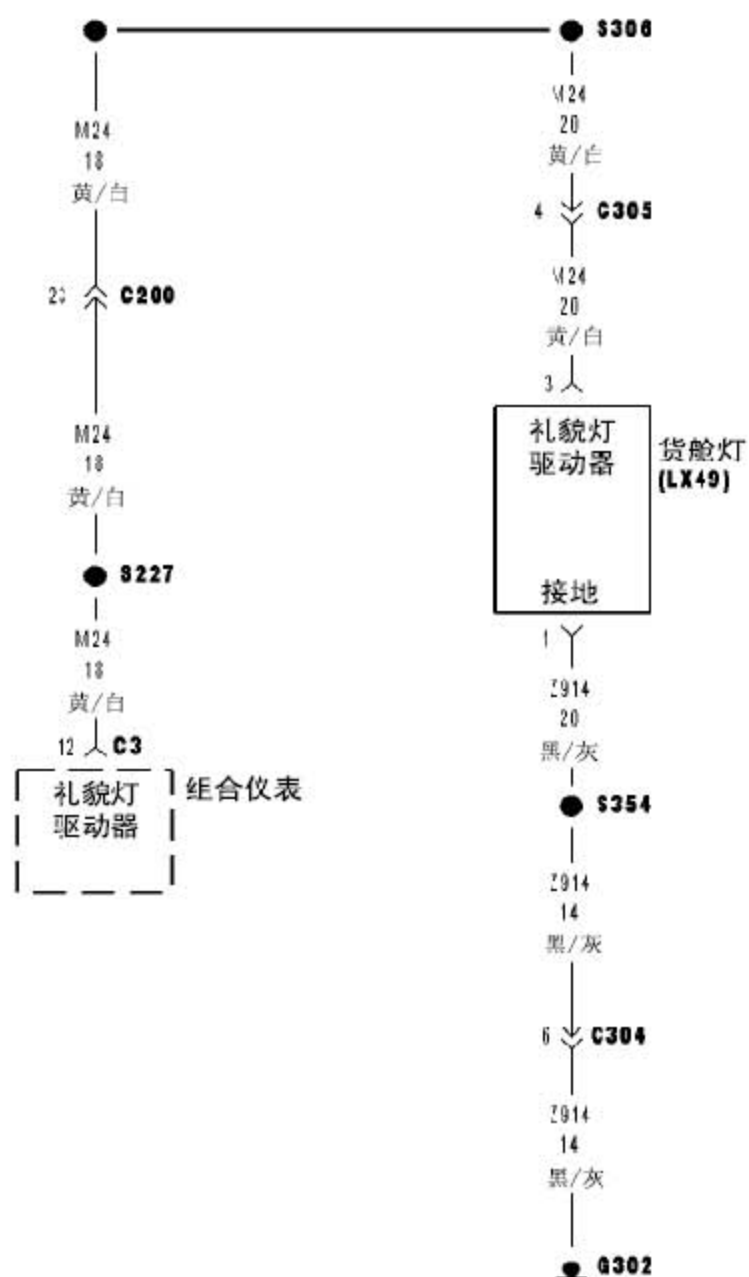 S306
M24
18
黄/白
C200
M24
18
黄/白
S227
M24
18
黄/白
12 C3
礼貌灯
驱动器
组合仪表
M24
20
黄/白
4 C305
M24
20
黄/白
3
礼貌灯
驱动器
接地
货舱灯
(LX49)
1
Z914
20
黑/灰
S354
Z914
14
黑/灰
6 C304
Z914
14
黑/灰
G302